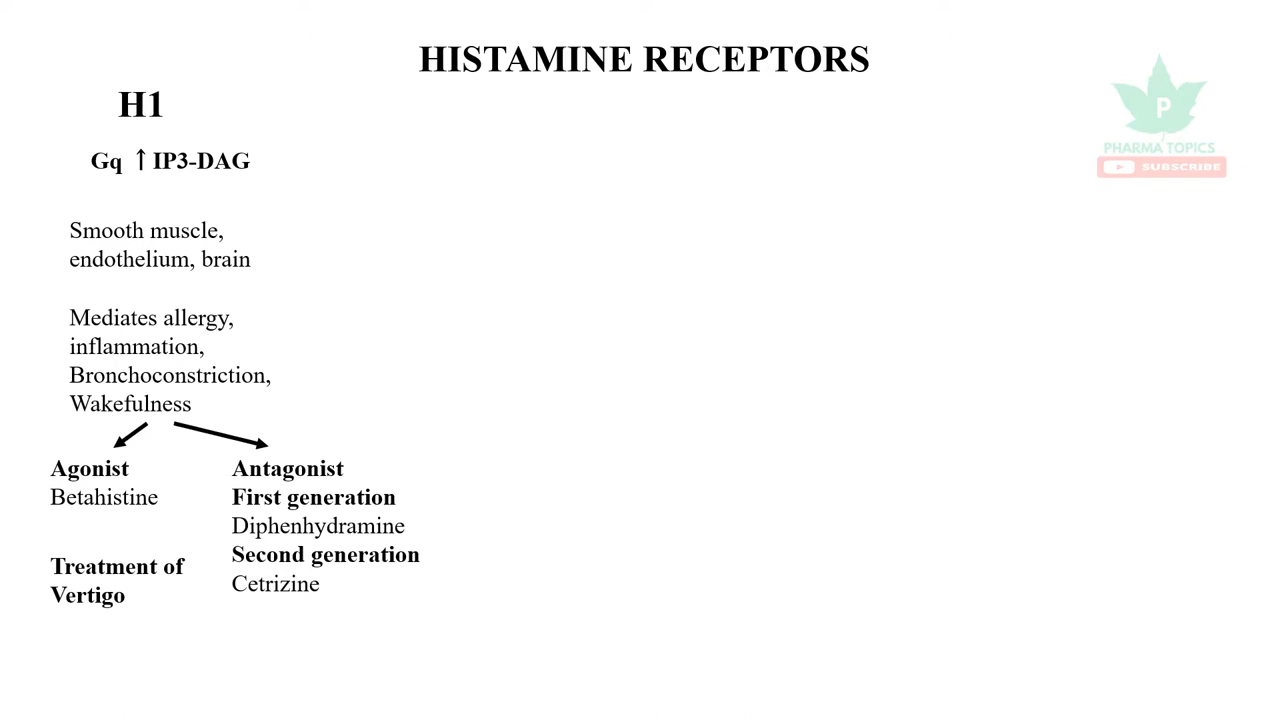 HISTAMINE RECEPTORS
H1
Gq ↑ IP3-DAG
Smooth muscle,
endothelium, brain
Mediates allergy,
inflammation,
Bronchoconstriction,
Wakefulness
Agonist
Betahistine
Treatment of
Vertigo
Antagonist
First generation
Diphenhydramine
Second generation
Cetrizine
P
PHARMA TOPICS
SUBSCRIBE